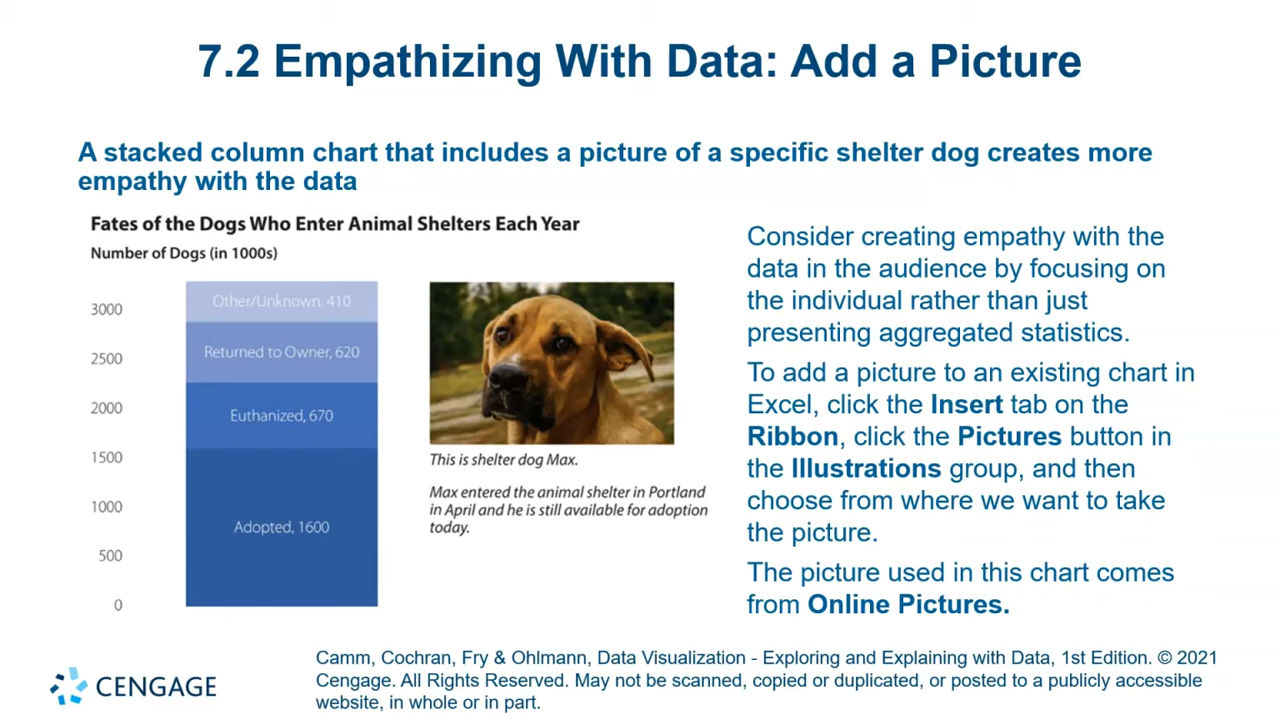 7.2 Empathizing With Data: Add a Picture
A stacked column chart that includes a picture of a specific shelter dog creates more
empathy with the data
Fates of the Dogs Who Enter Animal Shelters Each Year
Number of Dogs (in 1000s)
3000
2500
2000
1500
1000
500
0
Other/Unknown. 410
Returned to Owner, 620
Euthanized, 670
Adopted, 1600
This is shelter dog Max.
Max entered the animal shelter in Portland
in April and he is still available for adoption
today.
Consider creating empathy with the
data in the audience by focusing on
the individual rather than just
presenting aggregated statistics.
To add a picture to an existing chart in
Excel, click the Insert tab on the
Ribbon, click the Pictures button in
the Illustrations group, and then
choose from where we want to take
the picture.
The picture used in this chart comes
from Online Pictures.
CENGAGE
Camm, Cochran, Fry & Ohlmann, Data Visualization - Exploring and Explaining with Data, 1st Edition. © 2021
Cengage. All Rights Reserved. May not be scanned, copied or duplicated, or posted to a publicly accessible
website, in whole or in part.